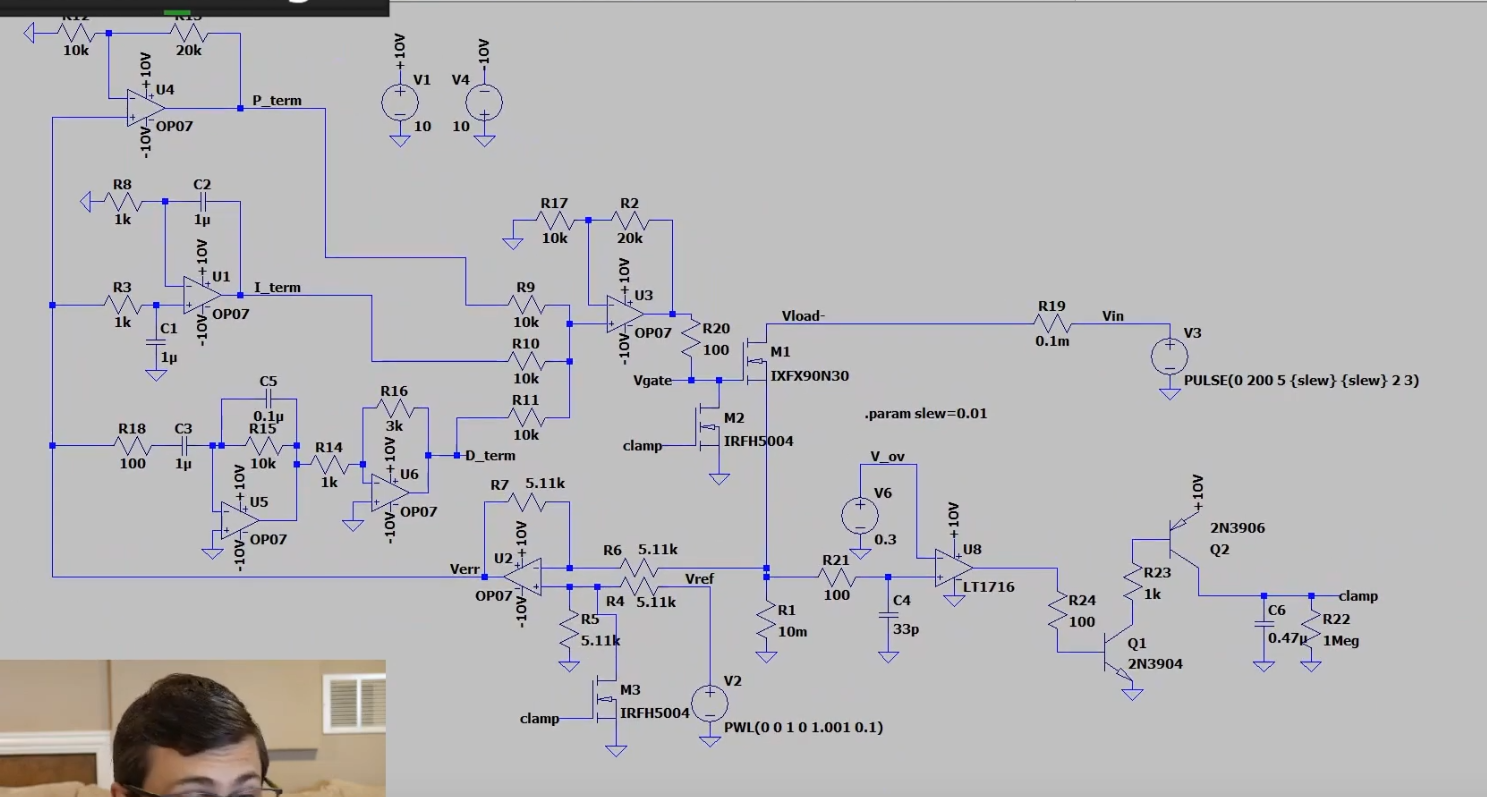 R12
10k
R13
20k
+10V
U4
-10V
OP07
P_term
+10V
V1
10
-10V
V4
10
R8
1k
C2
1µ
+10V
U1
-10V
OP07
I_term
R3
1k
C1
1µ
R17
10k
R2
20k
+10V
U3
-10V
OP07
R9
10k
R10
10k
R11
10k
R20
100
Vgate
Vload-
M1
IXFX90N30
R19
0.1m
Vin
V3
PULSE(0 200 5 {slew} {slew} 2 3)
M2
IRFH5004
clamp
.param slew=0.01
C5
0.1µ
R18
100
C3
1µ
R15
10k
+10V
U5
-10V
OP07
R14
1k
R16
3k
+10V
U6
-10V
OP07
D_term
R7
5.11k
U2
+10V
-10V
OP07
Verr
R6
5.11k
R4
5.11k
Vref
R5
5.11k
M3
IRFH5004
clamp
V2
PWL(0 0 1 0 1.001 0.1)
R1
10m
R21
100
C4
33p
V_ov
V6
0.3
+10V
U8
LT1716
R24
100
Q1
2N3904
R23
1k
-10V
2N3906
Q2
clamp
C6
0.47µ
R22
1Meg